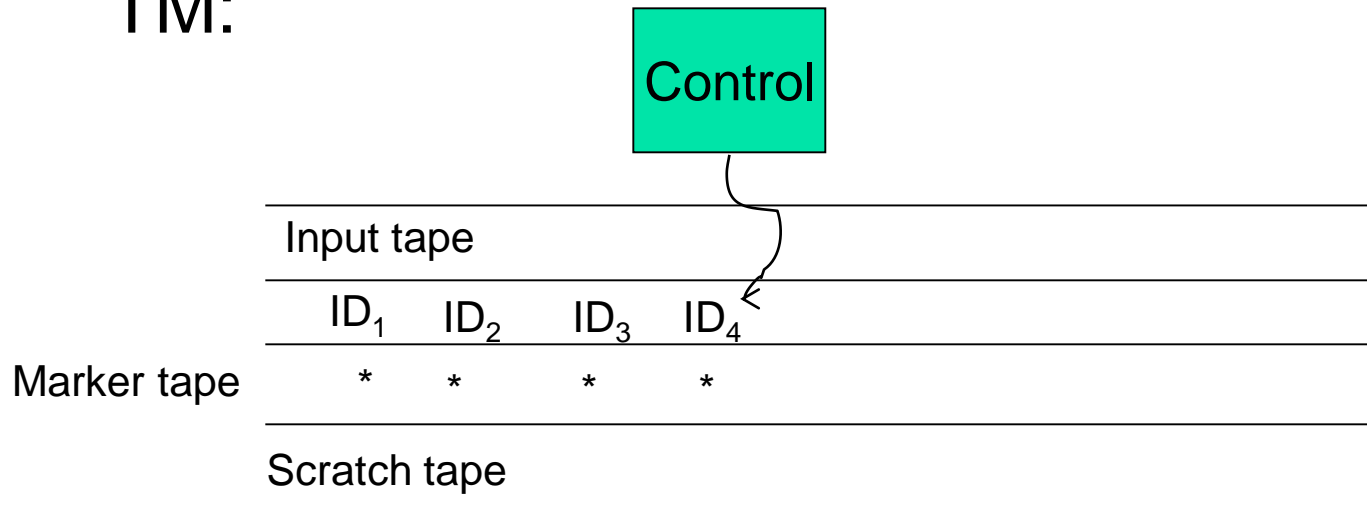 TM:
Control
Input tape
ID₁ ID₂ ID₃ ID₄
Marker tape * * * *
Scratch tape